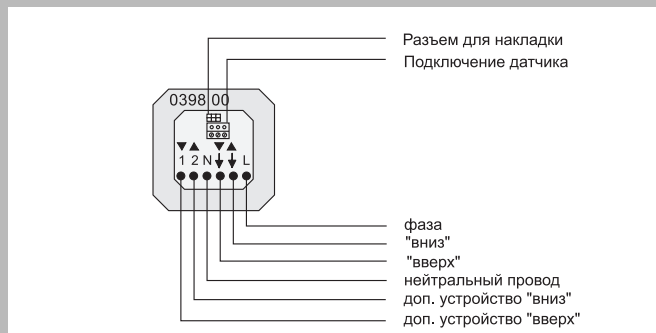 Разъем для накладки
Подключение датчика
0398 00
▼ ▲ ▼ ▲
1 2 N ↓ ↓ L
фаза
"вниз"
"вверх"
нейтральный провод
доп. устройство "вниз"
доп. устройство "вверх"